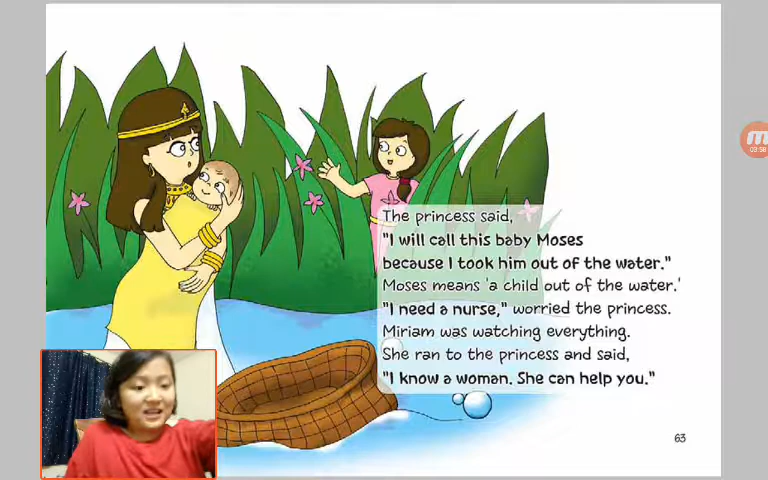 The princess said,
"I will call this baby Moses
because I took him out of the water."
Moses means 'a child out of the water.'
"I need a nurse," worried the princess.
Miriam was watching everything.
She ran to the princess and said,
"I know a woman. She can help you."
63
03:58